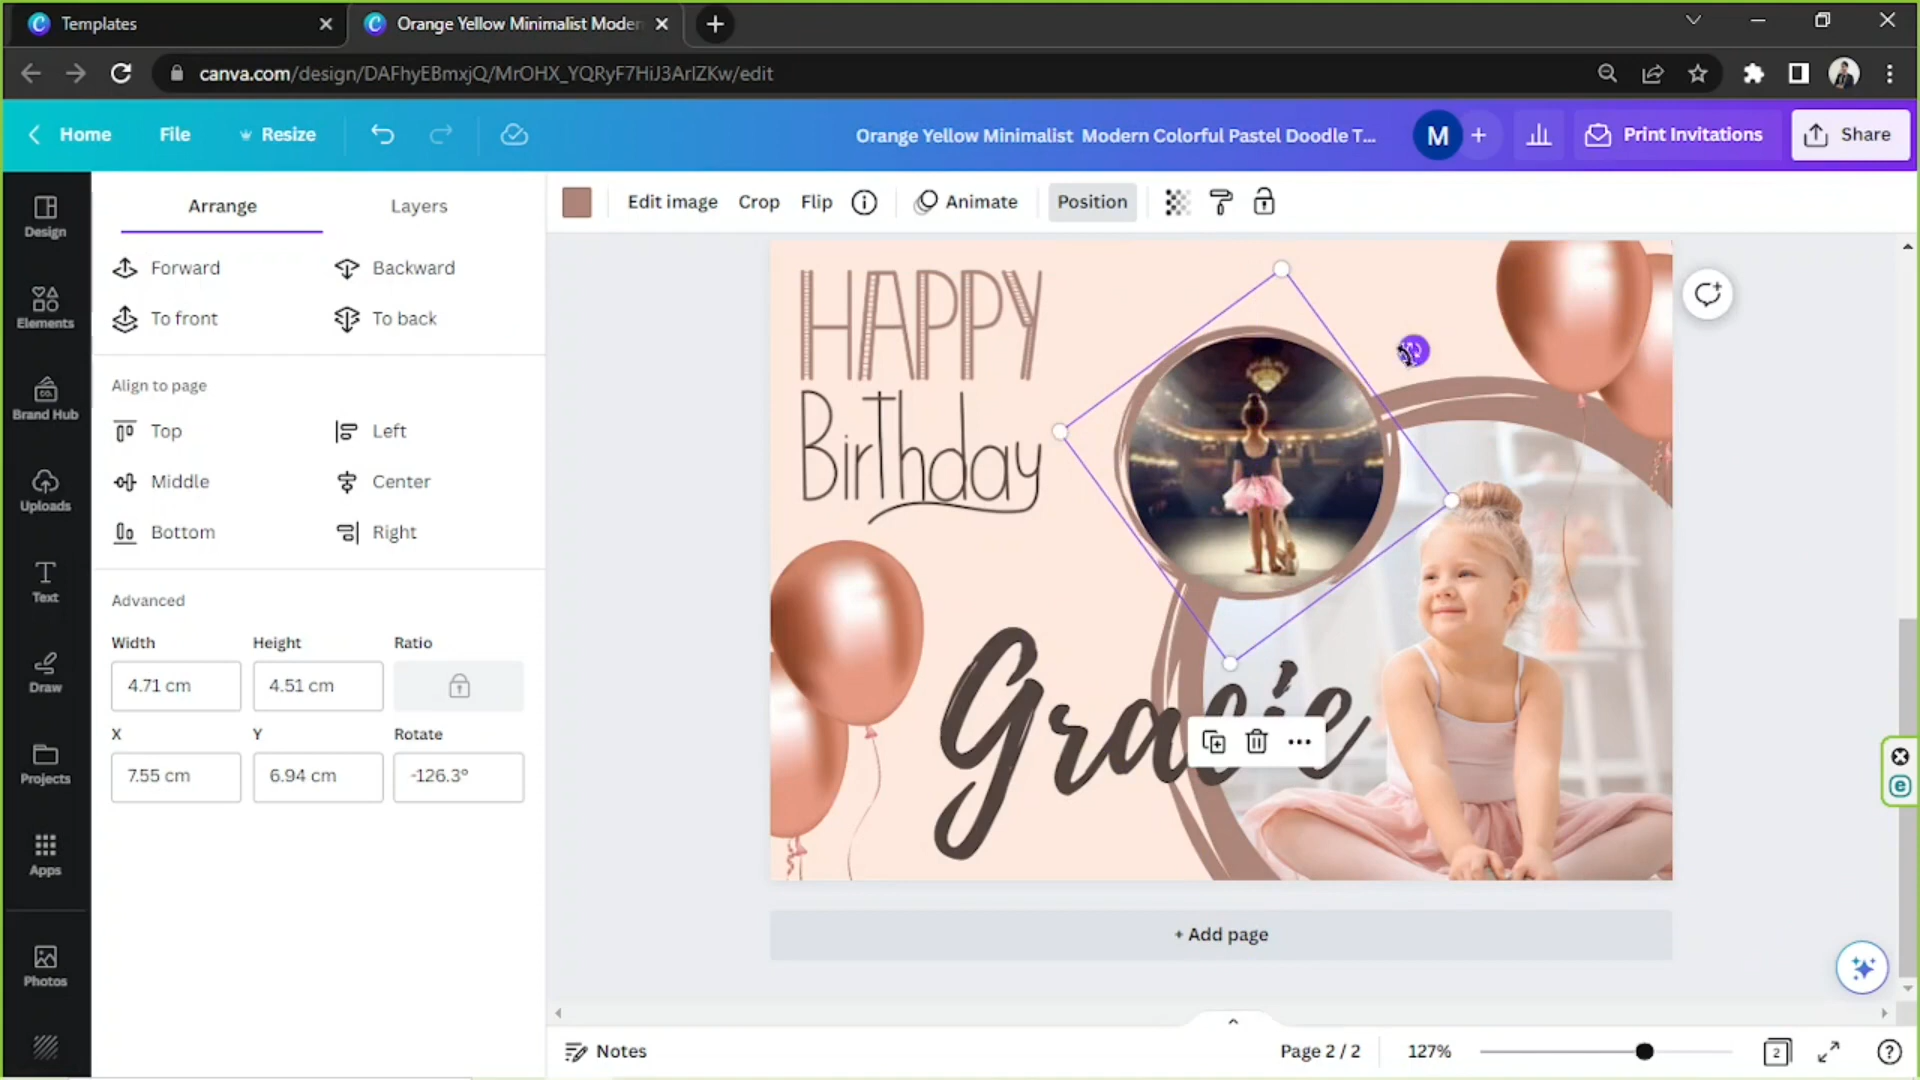 Templates
Orange Yellow Minimalist Moder
canva.com/design/DAFhyEBmxjQ/MrOHX_YQRyF7HiJ3ArIZKw/edit
Home
File
Resize
Orange Yellow Minimalist Modern Colorful Pastel Doodle T...
M
Print Invitations
Share
Design
Elements
Brand Hub
Uploads
Text
Draw
Projects
Apps
Photos
Arrange
Layers
Forward
Backward
To front
To back
Align to page
Top
Left
Middle
Center
Bottom
Right
Advanced
Width
Height
Ratio
4.71 cm
4.51 cm
X
Y
Rotate
7.55 cm
6.94 cm
-126.3°
Edit image
Crop
Flip
Animate
Position
HAPPY
Birthday
Gracie
+ Add page
Notes
Page 2 / 2
127%
2